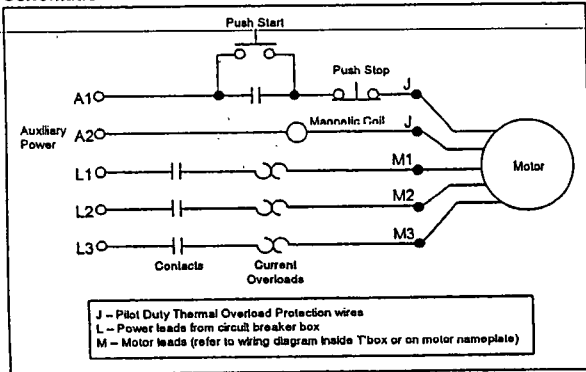 Push Start
Push Stop
J
A1
Magnetic Coil
J
Auxiliary
Power
A2
M1
L1
Motor
M2
L2
M3
L3
Contacts
Current
Overloads
J – Pilot Duty Thermal Overload Protection wires
L – Power leads from circuit breaker box
M – Motor leads (refer to wiring diagram inside T'box or on motor nameplate)